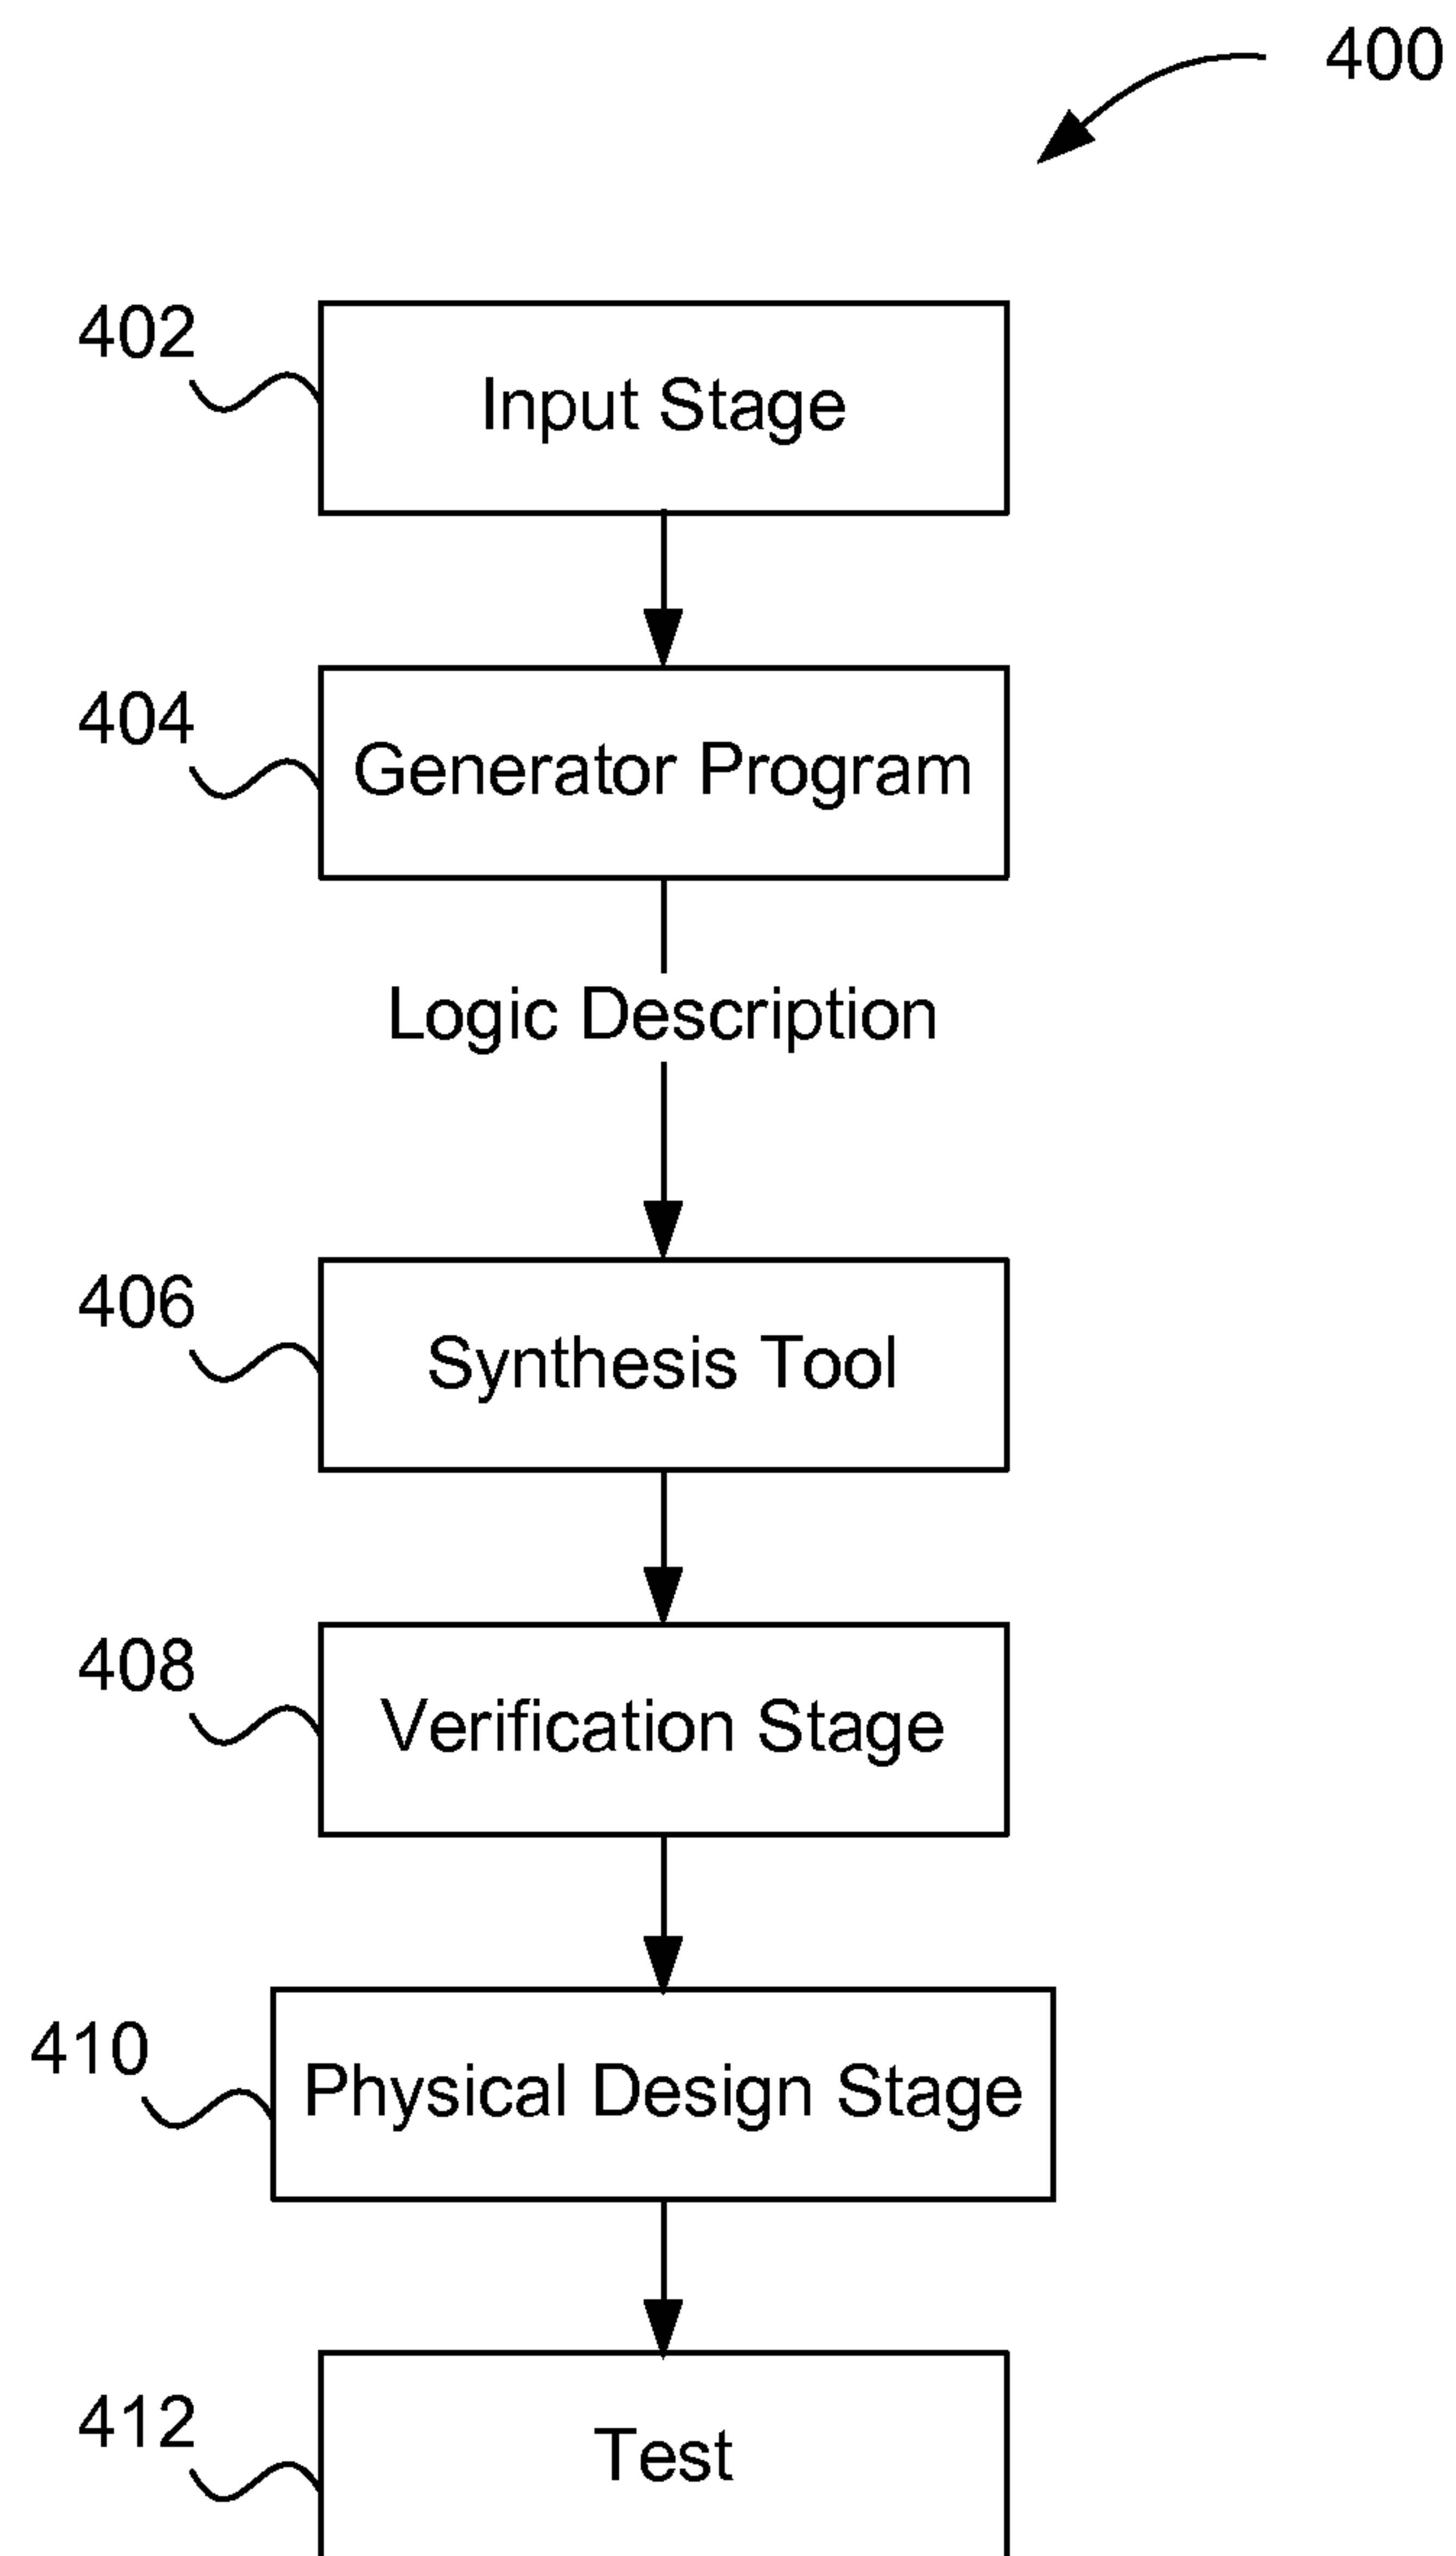 400
402
Input Stage
404
Generator Program
Logic Description
406
Synthesis Tool
408
Verification Stage
410
Physical Design Stage
412
Test